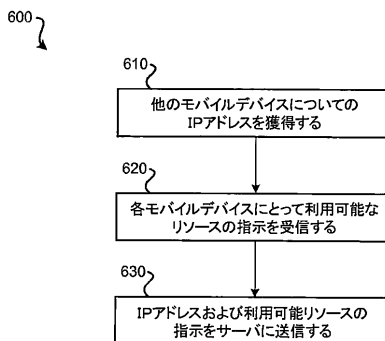 600
610
他のモバイルデバイスについての
IPアドレスを獲得する
620
各モバイルデバイスにとって利用可能な
リソースの指示を受信する
630
IPアドレスおよび利用可能リソースの
指示をサーバに送信する